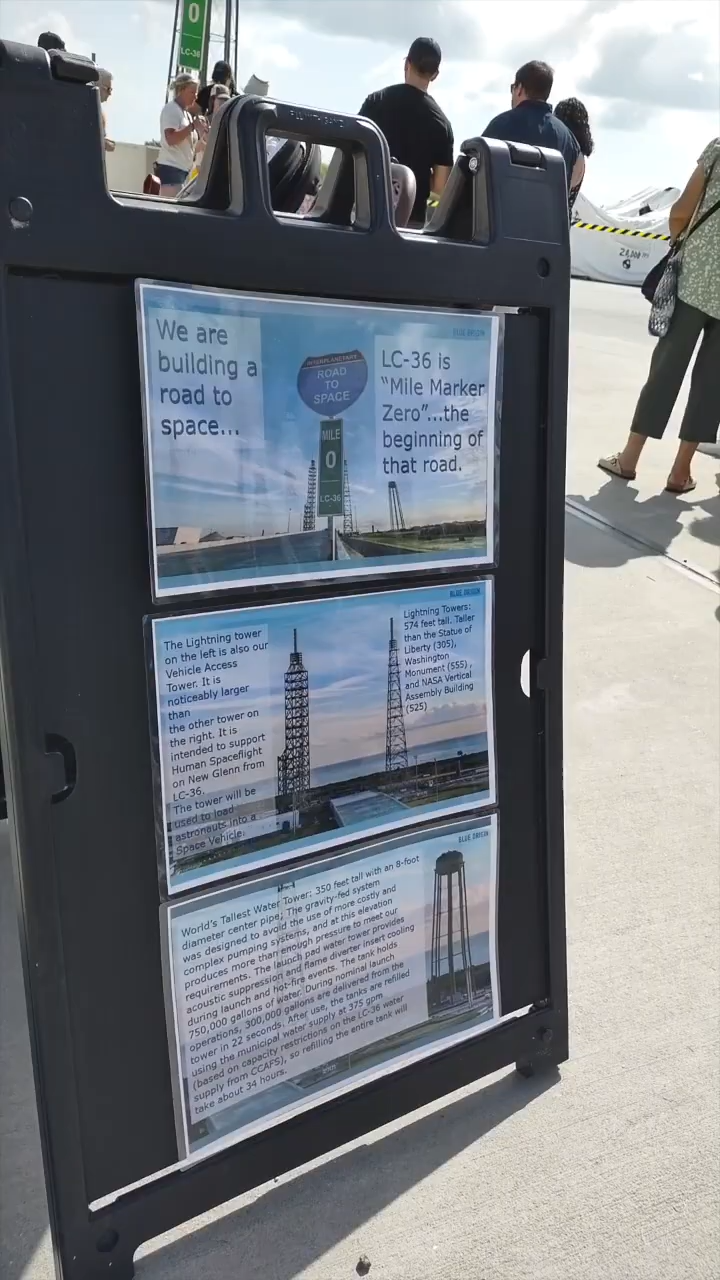 0
LC-36
28,000 lbf
We are
building a
road to
space...
BLUE ORIGIN
INTERPLANETARY
ROAD
TO
SPACE
MILE
0
LC-36
LC-36 is
“Mile Marker
Zero”...the
beginning of
that road.
BLUE ORIGIN
The Lightning tower
on the left is also our
Vehicle Access
Tower. It is
noticeably larger
than
the other tower on
the right. It is
intended to support
Human Spaceflight
on New Glenn from
LC-36.
The tower will be
used to load
astronauts into a
Space Vehicle.
Lightning Towers:
574 feet tall. Taller
than the Statue of
Liberty (305),
Washington
Monument (555),
and NASA Vertical
Assembly Building
(525)
BLUE ORIGIN
World's Tallest Water Tower: 350 feet tall with an 8-foot
diameter center pipe; The gravity-fed system
was designed to avoid the use of more costly and
complex pumping systems, and at this elevation
produces more than enough pressure to meet our
requirements. The launch pad water tower provides
acoustic suppression and flame diverter insert cooling
during launch and hot-fire events. The tank holds
750,000 gallons of water. During nominal launch
operations, 300,000 gallons are delivered from the
tower in 22 seconds. After use, the tanks are refilled
using the municipal water supply at 375 gpm
(based on capacity restrictions on the LC-36 water
supply from CCAFS), so refilling the entire tank will
take about 34 hours.